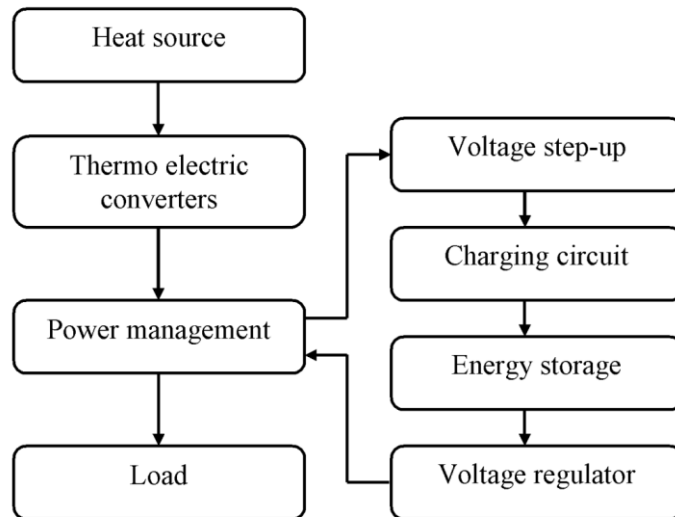 Heat source
Thermo electric
converters
Power management
Load
Voltage step-up
Charging circuit
Energy storage
Voltage regulator